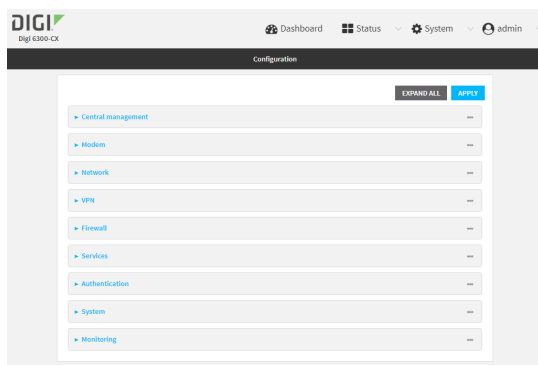 DIGI
Digi 6300-CX
Dashboard Status System admin
Configuration
EXPAND ALL APPLY
Central management
Modem
Network
VPN
Firewall
Services
Authentication
System
Monitoring